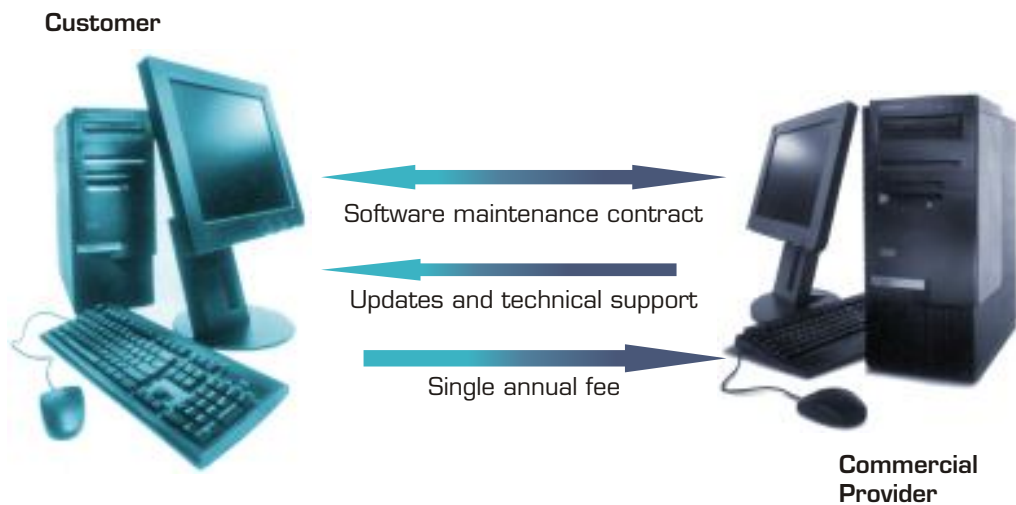 Customer
Software maintenance contract
Updates and technical support
Single annual fee
Commercial
Provider